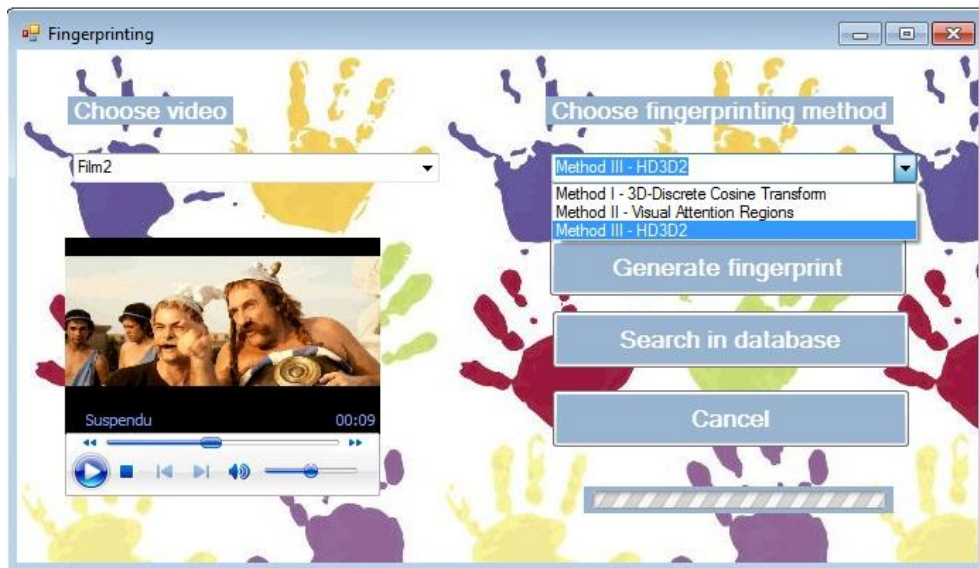 Fingerprinting
Choose video
Film2
Suspendu 00:09
Choose fingerprinting method
Method III - HD3D2
Method I - 3D-Discrete Cosine Transform
Method II - Visual Attention Regions
Method III - HD3D2
Generate fingerprint
Search in database
Cancel